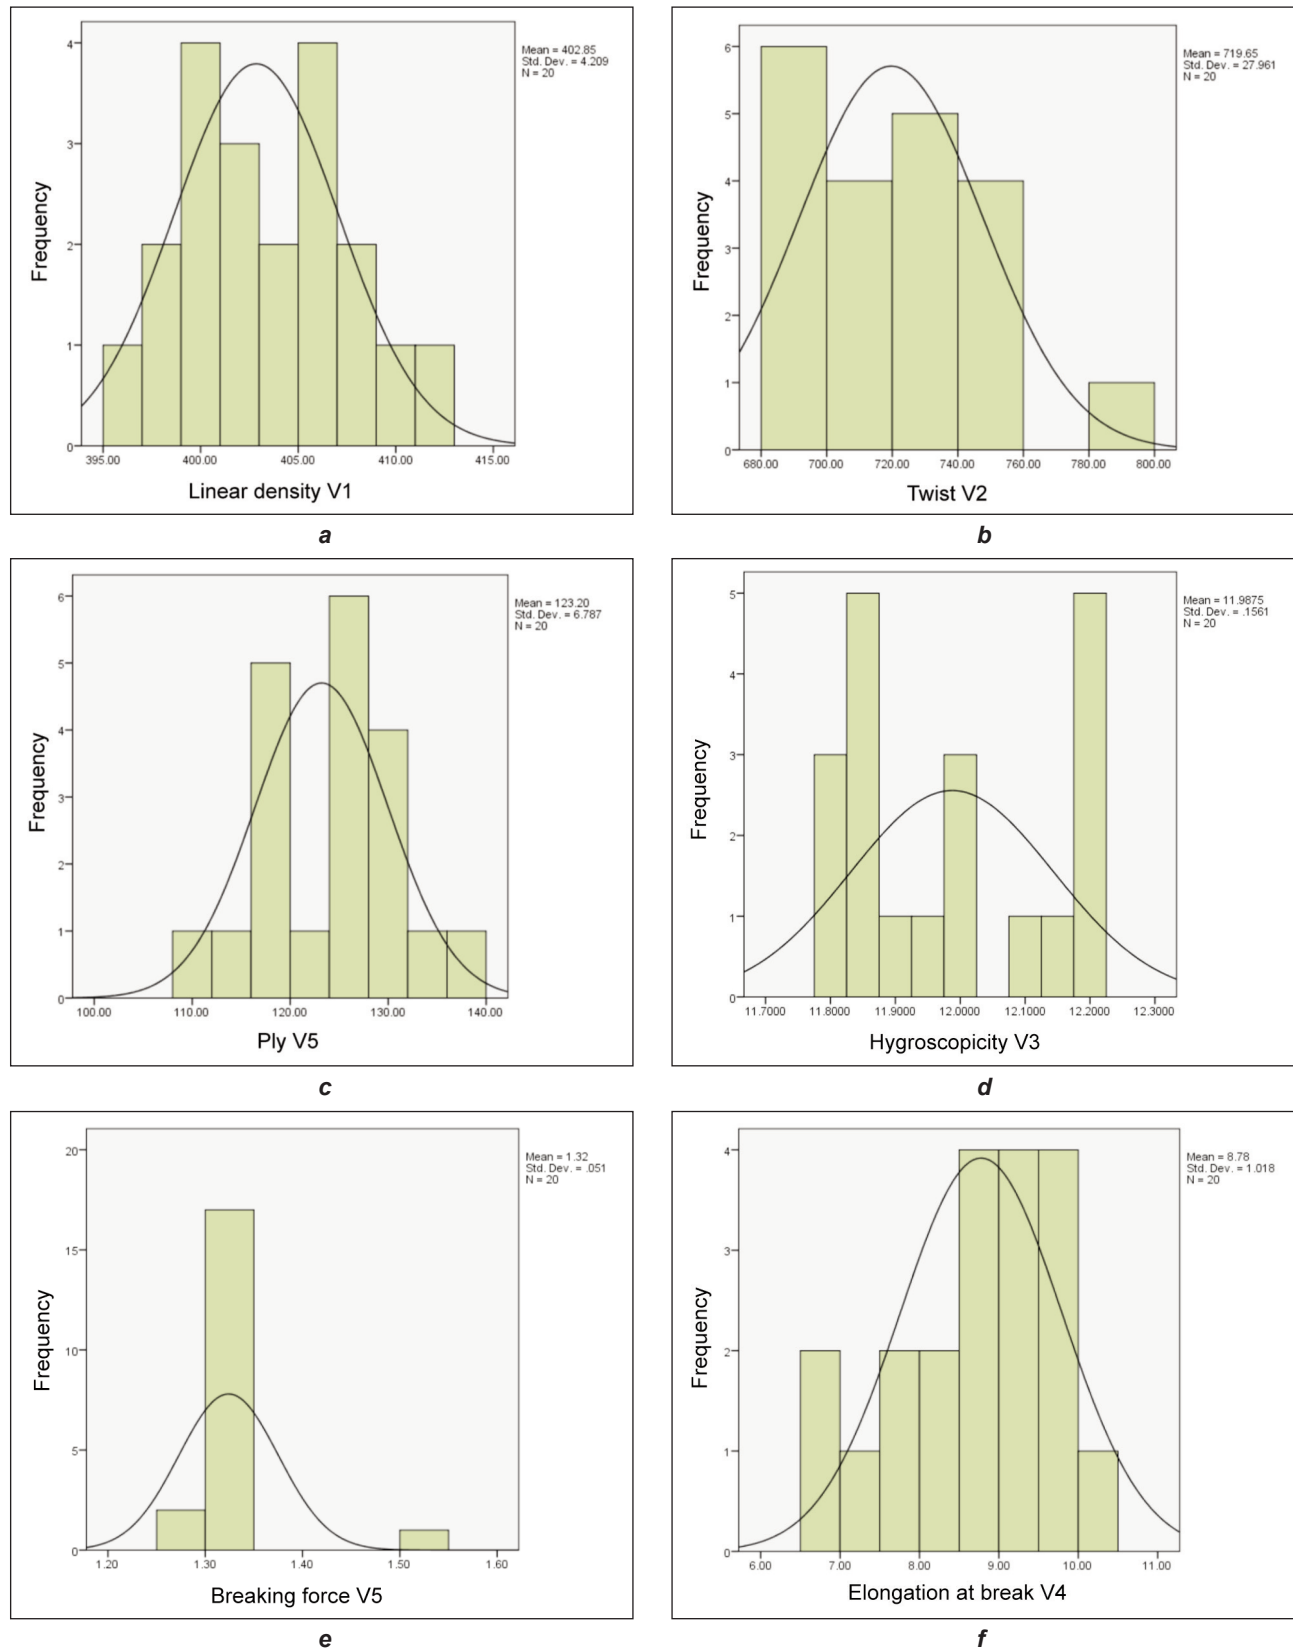 Mean = 402.85
Std. Dev. = 4.209
N = 20
Frequency
4
3
2
1
0
395.00 400.00 405.00 410.00 415.00
Linear density V1
a
Mean = 719.65
Std. Dev. = 27.961
N = 20
Frequency
6
5
4
3
2
1
0
680.00 700.00 720.00 740.00 760.00 780.00 800.00
Twist V2
b
Mean = 123.20
Std. Dev. = 6.787
N = 20
Frequency
6
5
4
3
2
1
0
100.00 110.00 120.00 130.00 140.00
Ply V5
c
Mean = 11.9875
Std. Dev. = .1561
N = 20
Frequency
5
4
3
2
1
0
11.7000 11.8000 11.9000 12.0000 12.1000 12.2000 12.3000
Hygroscopicity V3
d
Mean = 1.32
Std. Dev. = .051
N = 20
Frequency
20
15
10
5
0
1.20 1.30 1.40 1.50 1.60
Breaking force V5
e
Mean = 8.78
Std. Dev. = 1.018
N = 20
Frequency
4
3
2
1
0
6.00 7.00 8.00 9.00 10.00 11.00
Elongation at break V4
f